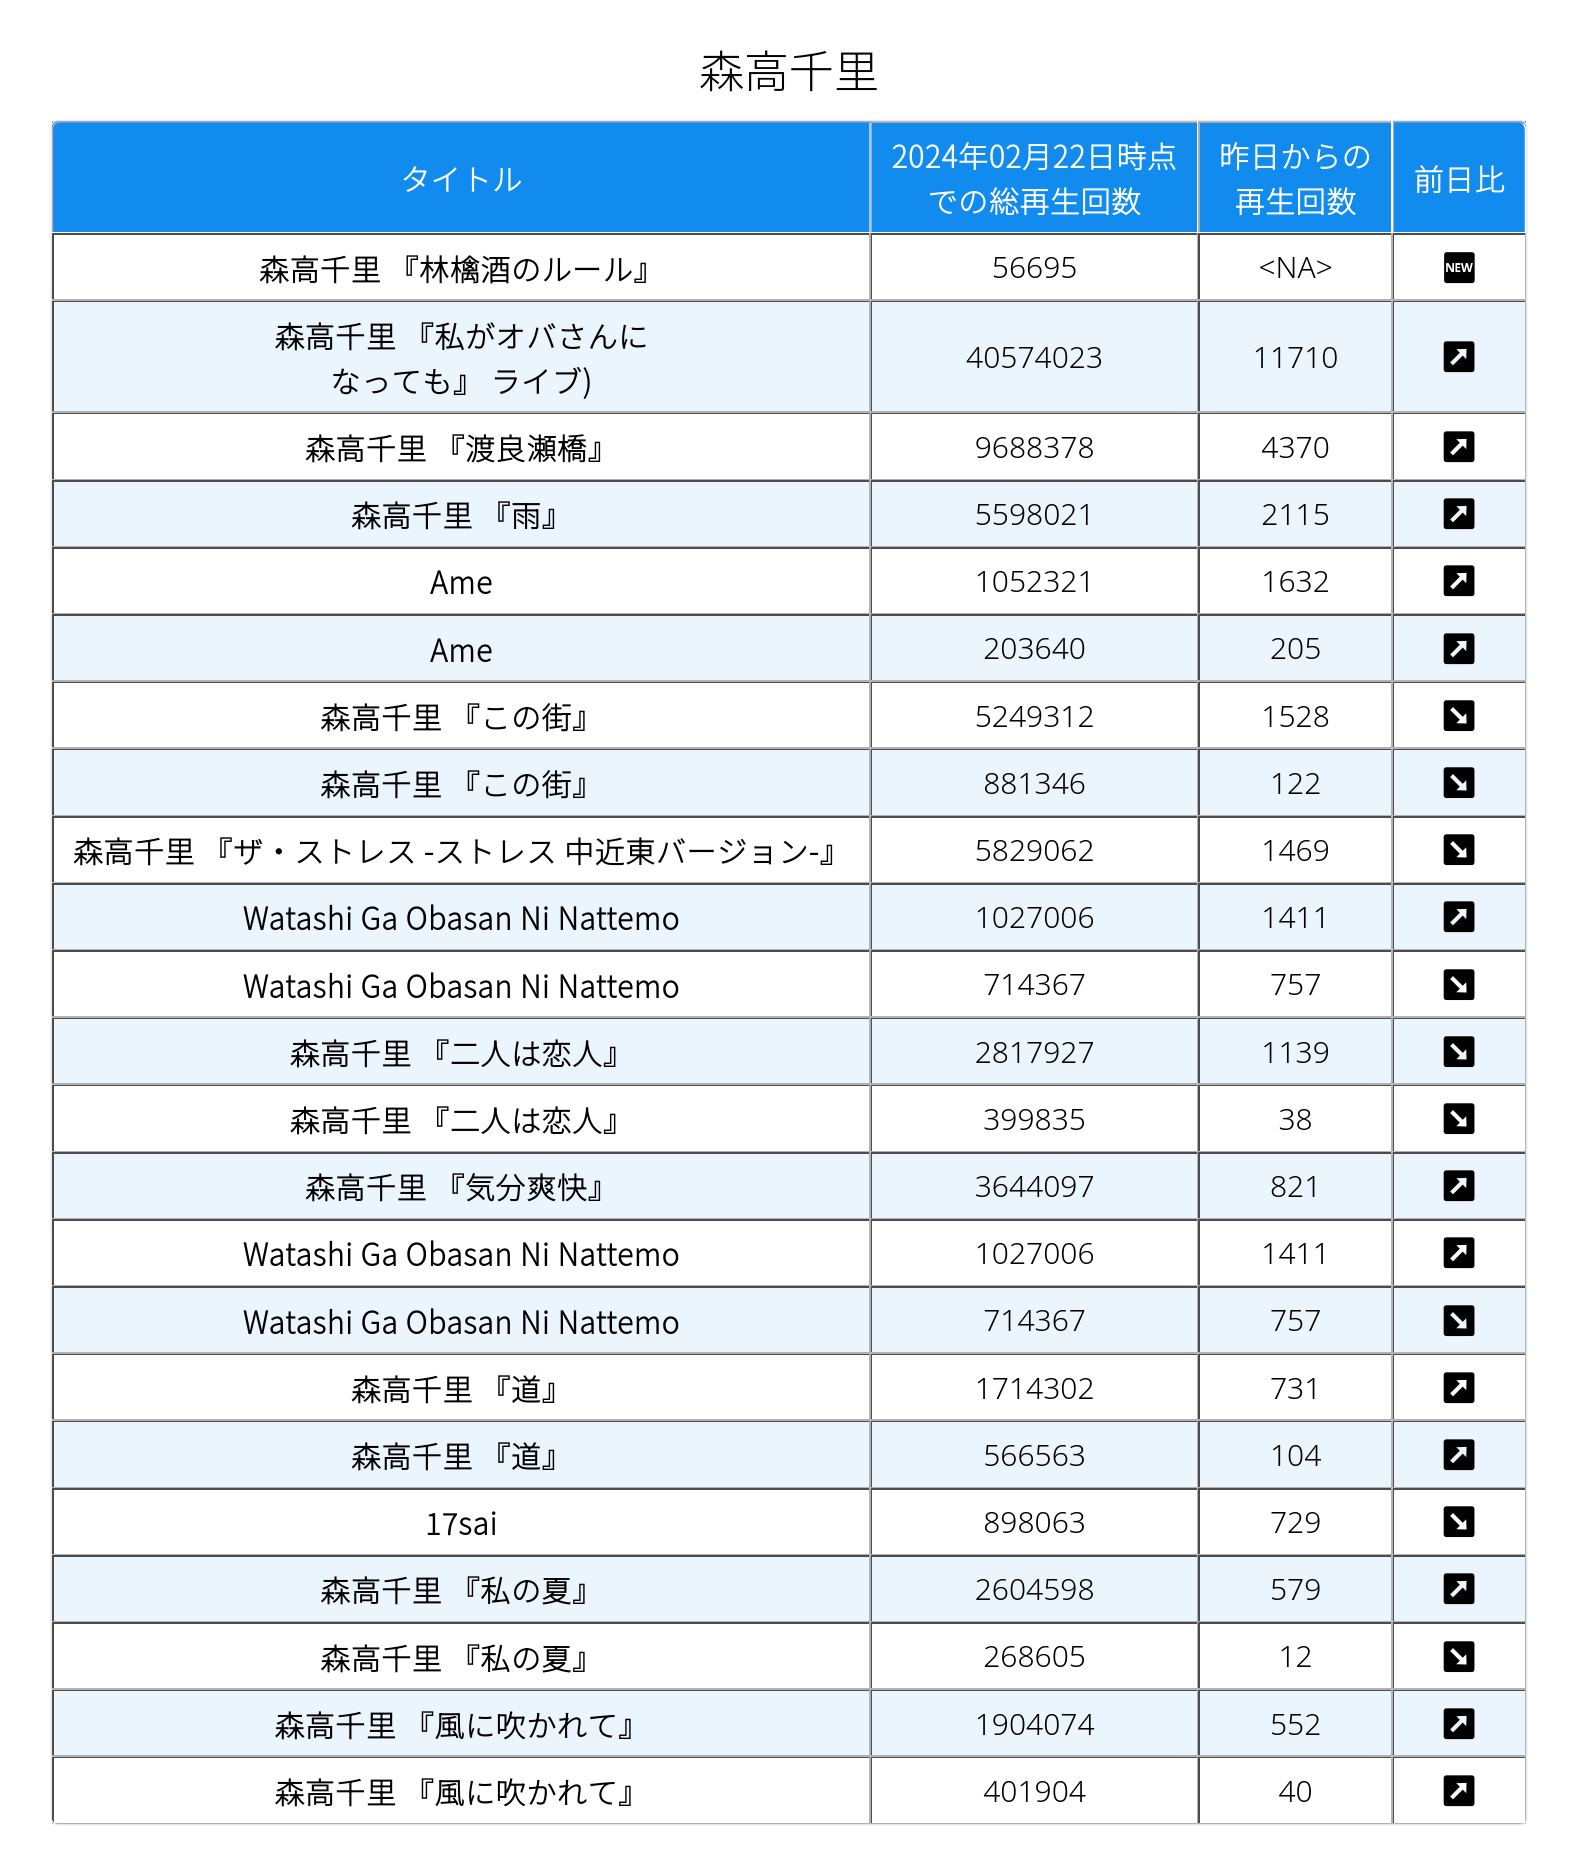 森高千里
タイトル
2024年02月22日時点
での総再生回数
昨日からの
再生回数
前日比
森高千里 『林檎酒のルール』 56695 <NA> NEW
森高千里 『私がオバさんに
なっても』 ライブ) 40574023 11710
森高千里 『渡良瀬橋』 9688378 4370
森高千里 『雨』 5598021 2115
Ame 1052321 1632
Ame 203640 205
森高千里 『この街』 5249312 1528
森高千里 『この街』 881346 122
森高千里 『ザ・ストレス -ストレス 中近東バージョン-』 5829062 1469
Watashi Ga Obasan Ni Nattemo 1027006 1411
Watashi Ga Obasan Ni Nattemo 714367 757
森高千里 『二人は恋人』 2817927 1139
森高千里 『二人は恋人』 399835 38
森高千里 『気分爽快』 3644097 821
Watashi Ga Obasan Ni Nattemo 1027006 1411
Watashi Ga Obasan Ni Nattemo 714367 757
森高千里 『道』 1714302 731
森高千里 『道』 566563 104
17sai 898063 729
森高千里 『私の夏』 2604598 579
森高千里 『私の夏』 268605 12
森高千里 『風に吹かれて』 1904074 552
森高千里 『風に吹かれて』 401904 40